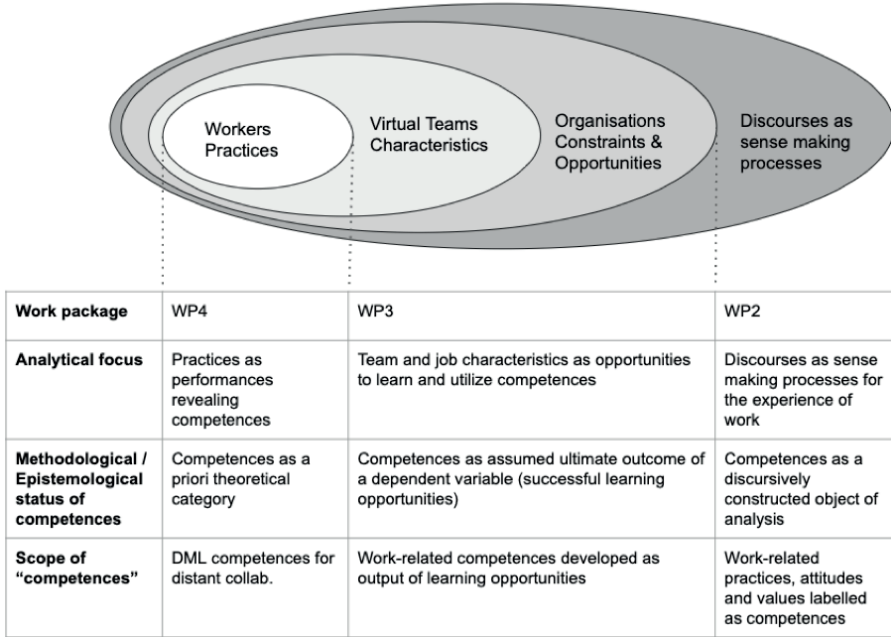 Workers
Practices
Virtual Teams
Characteristics
Organisations
Constraints &
Opportunities
Discourses as
sense making
processes
Work package
WP4
WP3
WP2
Analytical focus
Practices as
performances
revealing
competences
Team and job characteristics as opportunities
to learn and utilize competences
Discourses as sense
making processes for
the experience of
work
Methodological /
Epistemological
status of
competences
Competences as a
priori theoretical
category
Competences as assumed ultimate outcome of
a dependent variable (successful learning
opportunities)
Competences as a
discursively
constructed object of
analysis
Scope of
“competences”
DML competences for
distant collab.
Work-related competences developed as
output of learning opportunities
Work-related
practices, attitudes
and values labelled
as competences